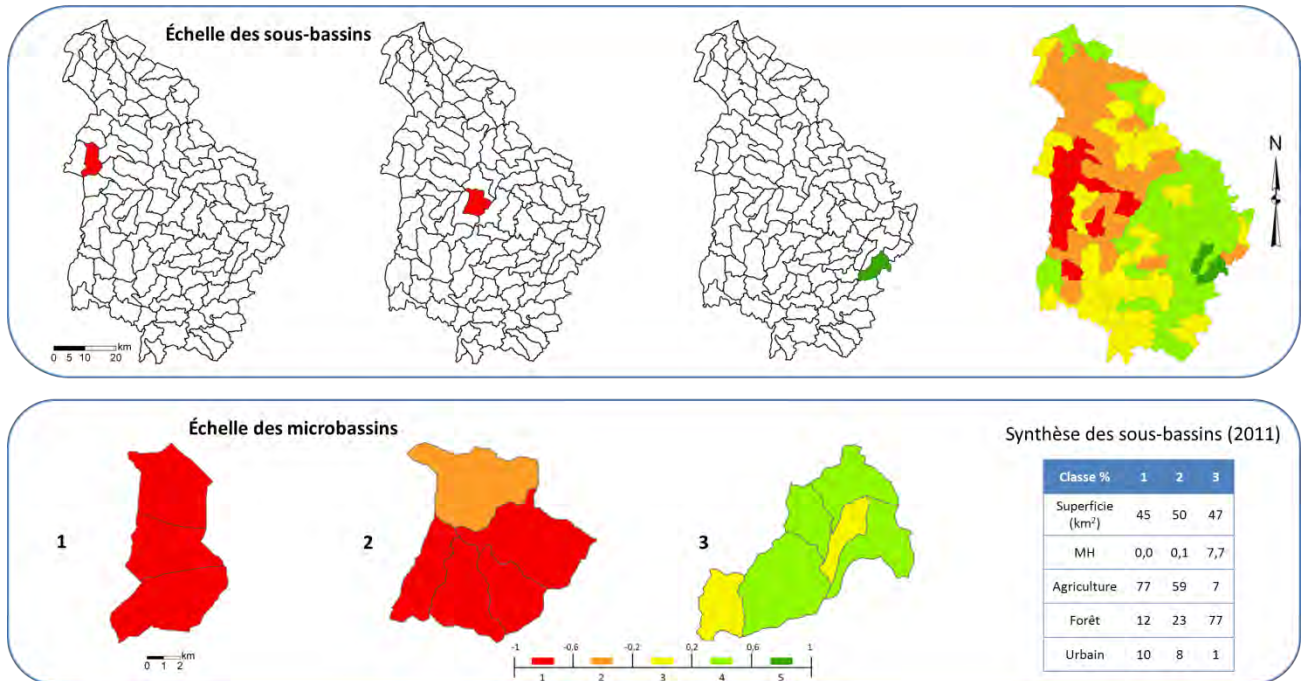 Échelle des sous-bassins
N
km
0 5 10 20
Échelle des microbassins
Synthèse des sous-bassins (2011)
1
2
3
Classe % 1 2 3
Superficie (km²) 45 50 47
MH 0,0 0,1 7,7
Agriculture 77 59 7
Forêt 12 23 77
Urbain 10 8 1
km
0 1 2
-1 -0,6 -0,2 0,2 0,6 1
1 2 3 4 5